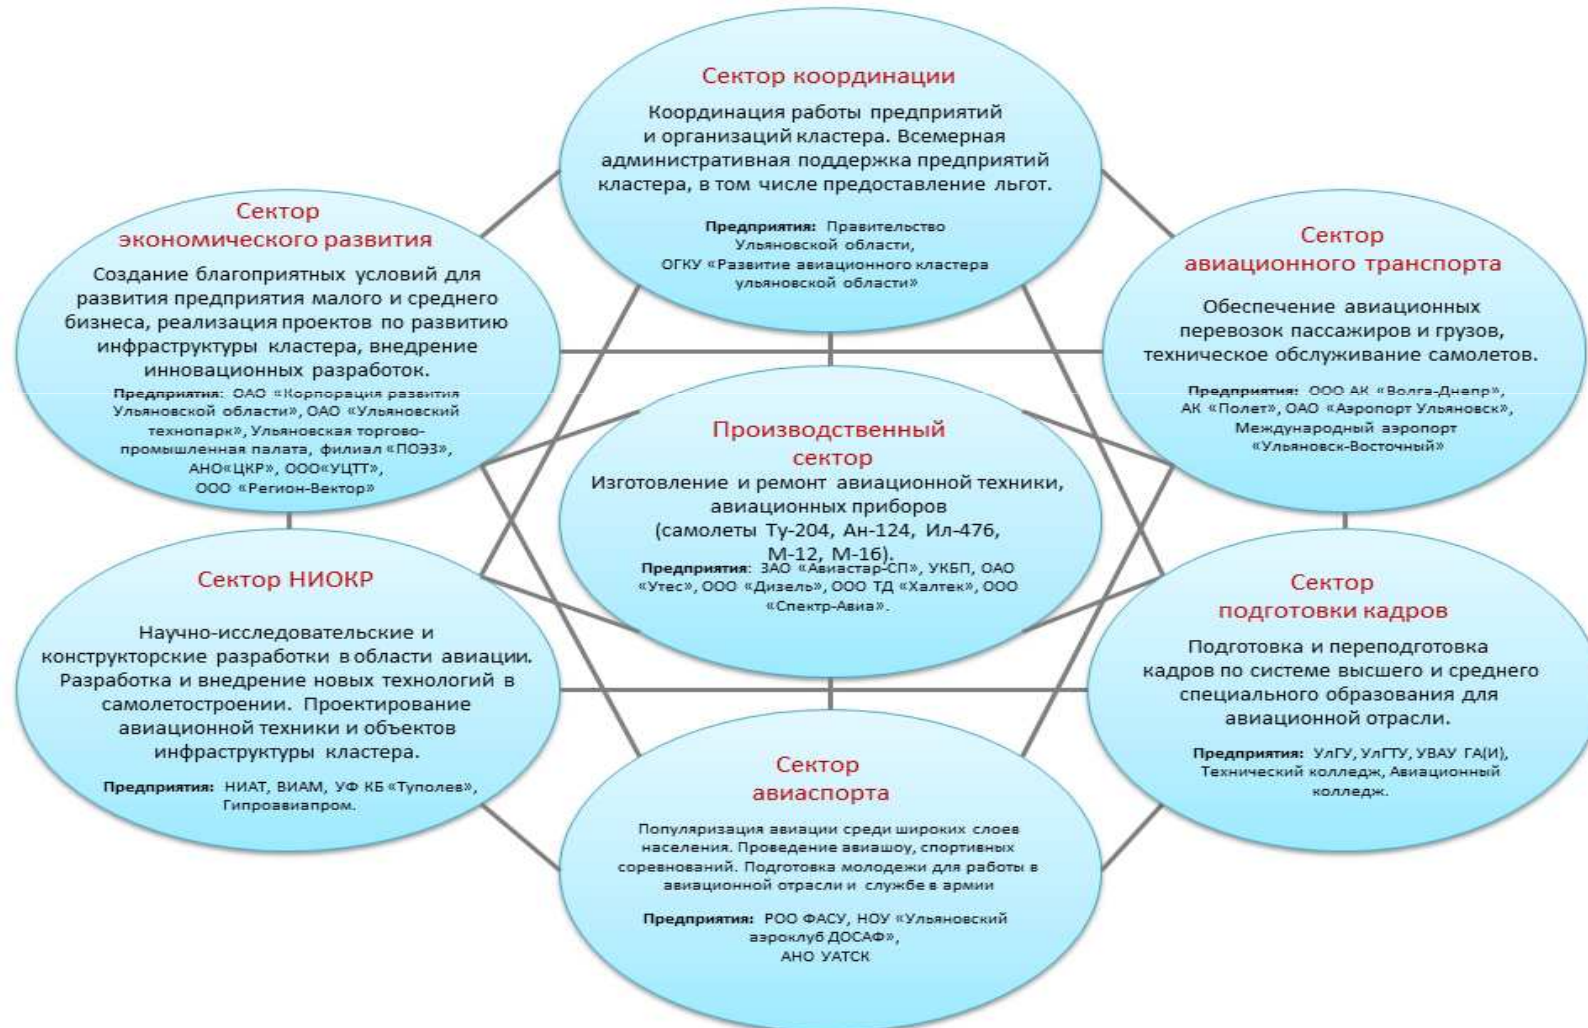 Сектор координации
Координация работы предприятий
и организаций кластера. Всемерная
административная поддержка предприятий
кластера, в том числе предоставление льгот.
Предприятия: Правительство
Ульяновской области,
ОГКУ «Развитие авиационного кластера
ульяновской области»
Сектор
экономического развития
Создание благоприятных условий для
развития предприятия малого и среднего
бизнеса, реализация проектов по развитию
инфраструктуры кластера, внедрение
инновационных разработок.
Предприятия: ОАО «Корпорация развития
Ульяновской области», ОАО «Ульяновский
технопарк», Ульяновская торгово-
промышленная палата, филиал «ПОЭЗ»,
АНО«ЦКР», ООО«УЦТТ»,
ООО «Регион-Вектор»
Сектор
авиационного транспорта
Обеспечение авиационных
перевозок пассажиров и грузов,
техническое обслуживание самолетов.
Предприятия: ООО АК «Волга-Днепр»,
АК «Полет», ОАО «Аэропорт Ульяновск»,
Международный аэропорт
«Ульяновск-Восточный»
Производственный
сектор
Изготовление и ремонт авиационной техники,
авиационных приборов
(самолеты Ту-204, Ан-124, Ил-476,
М-12, М-16).
Предприятия: ЗАО «Авиастар-СП», УКБП, ОАО
«Утес», ООО «Дизель», ООО ТД «Халтек», ООО
«Спектр-Авиа».
Сектор НИОКР
Научно-исследовательские и
конструкторские разработки в области авиации.
Разработка и внедрение новых технологий в
самолетостроении. Проектирование
авиационной техники и объектов
инфраструктуры кластера.
Предприятия: НИАТ, ВИАМ, УФ КБ «Туполев»,
Гипроавиапром.
Сектор
подготовки кадров
Подготовка и переподготовка
кадров по системе высшего и среднего
специального образования для
авиационной отрасли.
Предприятия: УлГУ, УлГТУ, УВАУ ГА(И),
Технический колледж, Авиационный
колледж.
Сектор
авиаспорта
Популяризация авиации среди широких слоев
населения. Проведение авиашоу, спортивных
соревнований. Подготовка молодежи для работы в
авиационной отрасли и службе в армии
Предприятия: РОО ФАСУ, НОУ «Ульяновский
аэроклуб ДОСАФ»,
АНО УАТСК